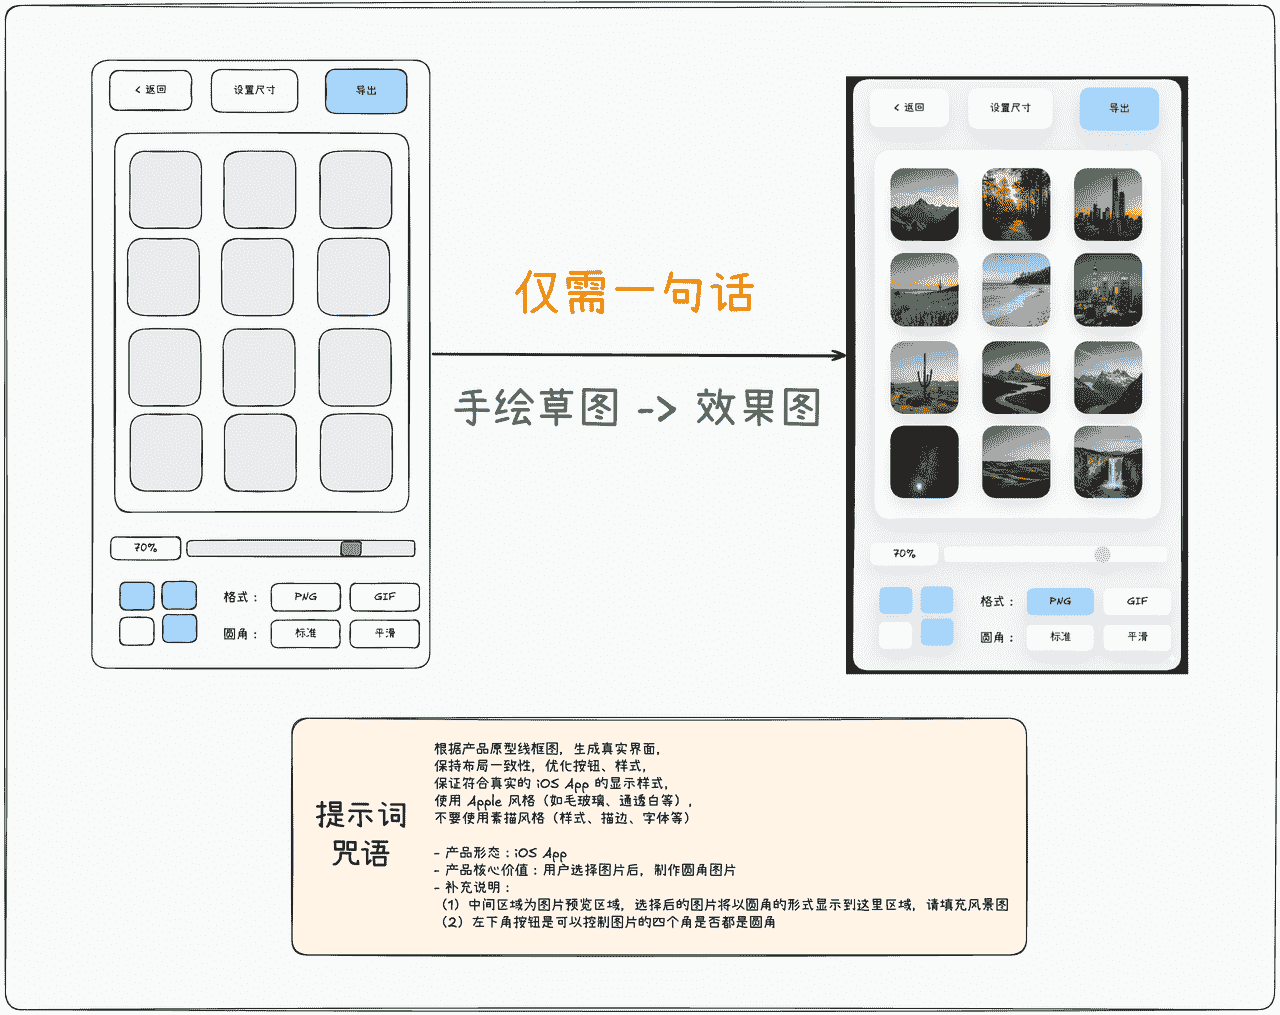 < 返回
设置尺寸
导出
70%
格式：
PNG
GIF
圆角：
标准
平滑
仅需一句话
手绘草图 -> 效果图
< 返回
设置尺寸
导出
70%
格式：
PNG
GIF
圆角：
标准
平滑
提示词
咒语
根据产品原型线框图，生成真实界面，
保持布局一致性，优化按钮、样式，
保证符合真实的 iOS App 的显示样式，
使用 Apple 风格（如毛玻璃、通透白等），
不要使用素描风格（样式、描边、字体等）
- 产品形态：iOS App
- 产品核心价值：用户选择图片后，制作圆角图片
- 补充说明：
（1）中间区域为图片预览区域，选择后的图片将以圆角的形式显示到这里区域，请填充风景图
（2）左下角按钮是可以控制图片的四个角是否都是圆角